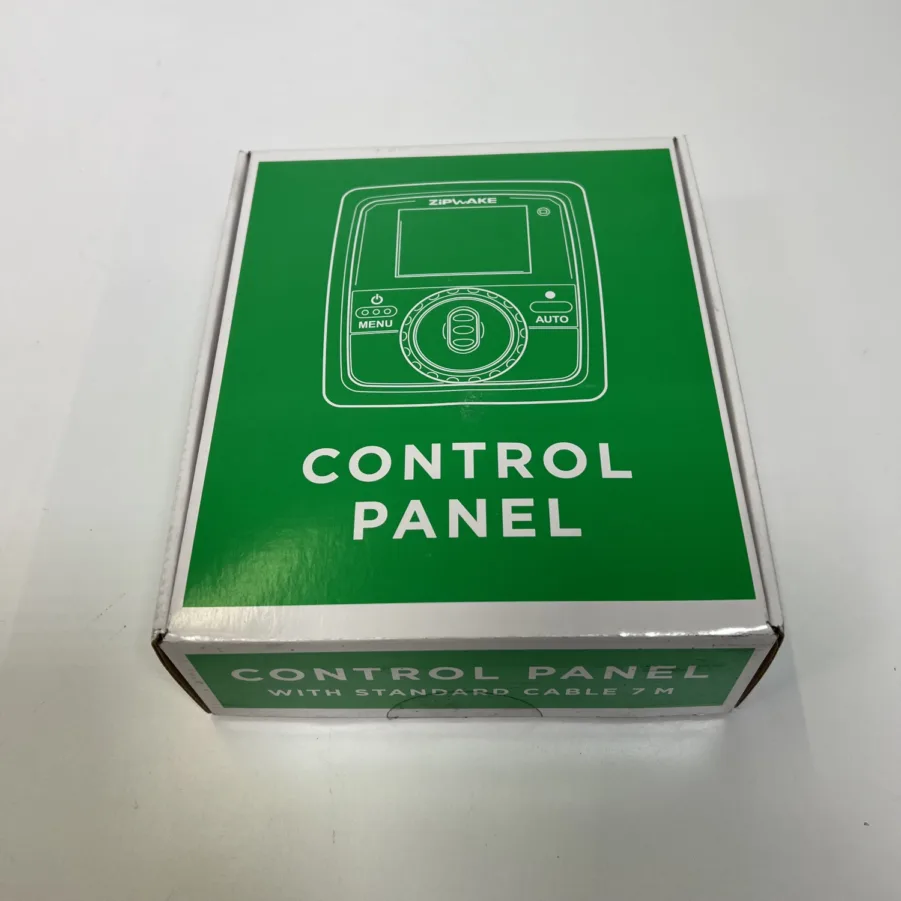 ZIPWAKE
MENU
AUTO
CONTROL
PANEL
CONTROL PANEL
WITH STANDARD CABLE 7 M